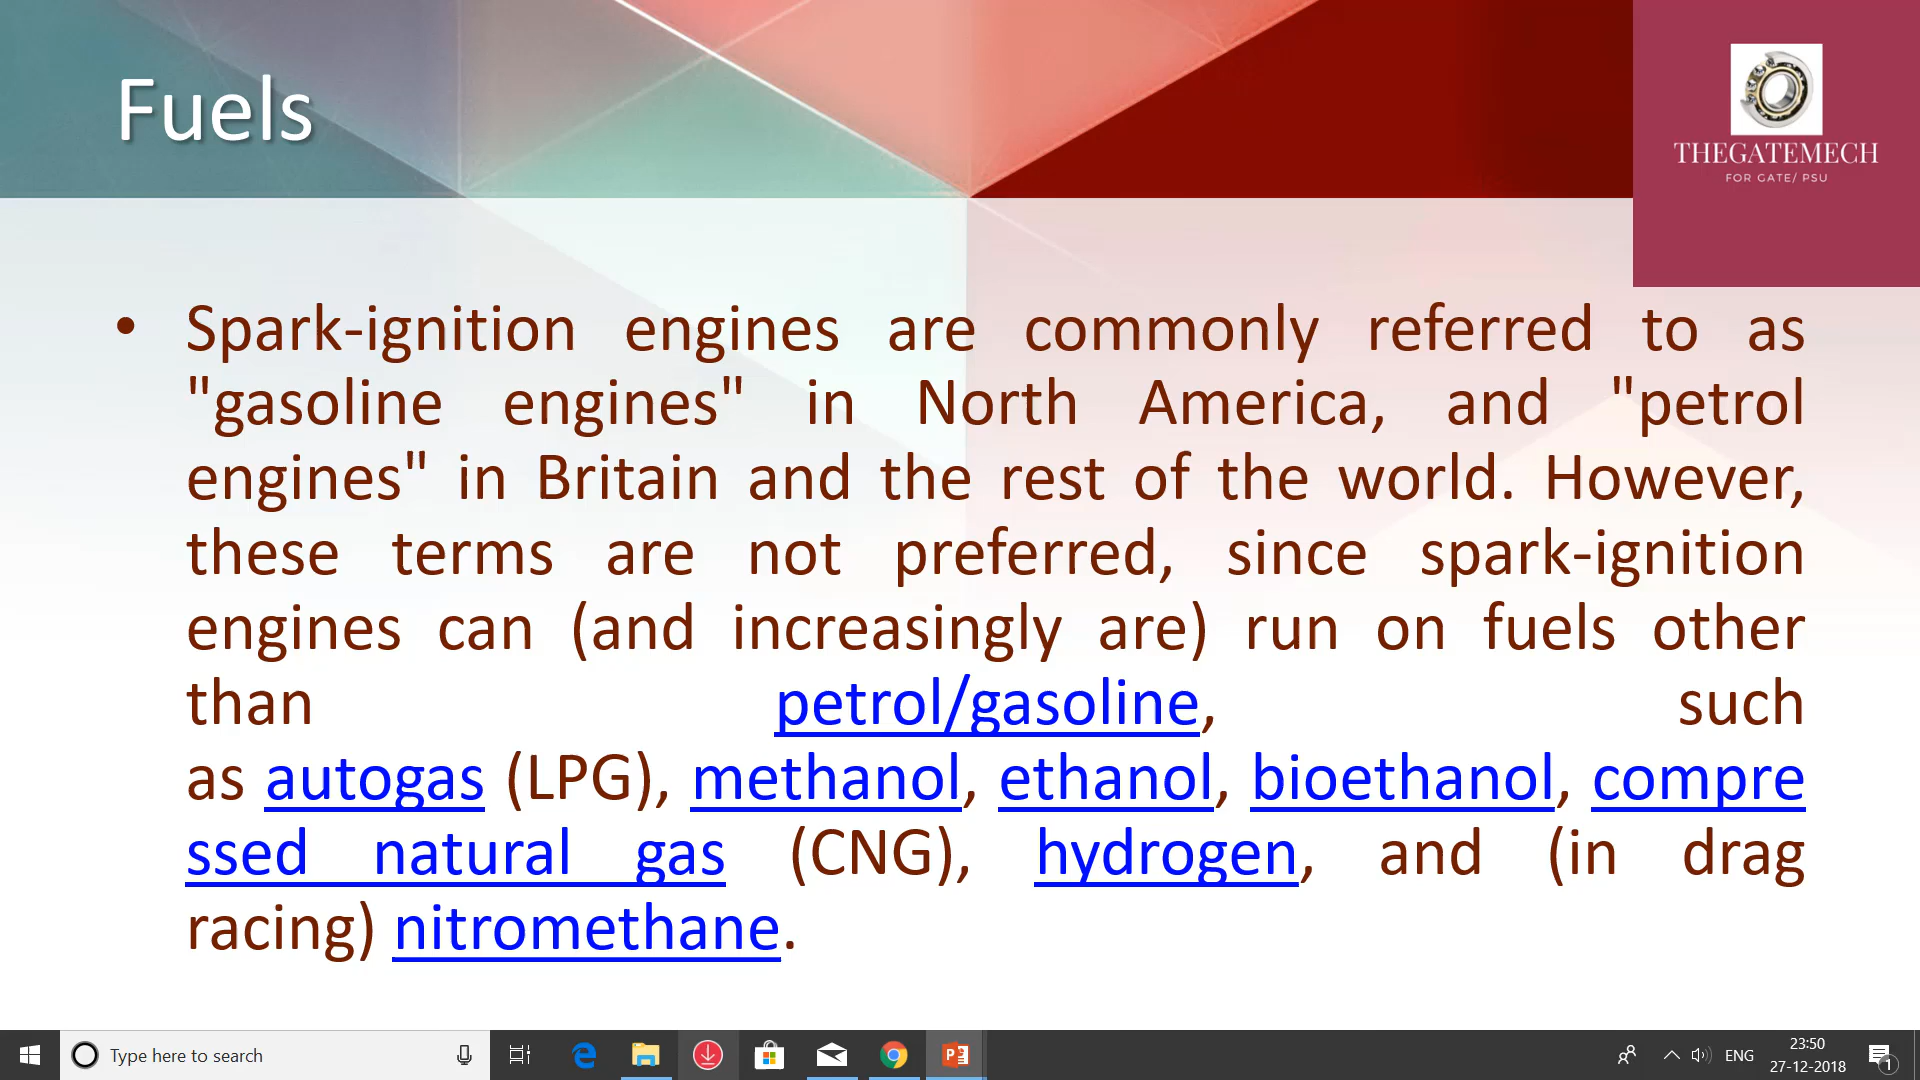 Fuels
THEGATEMECH
FOR GATE/ PSU
• Spark-ignition engines are commonly referred to as
"gasoline engines" in North America, and "petrol
engines" in Britain and the rest of the world. However,
these terms are not preferred, since spark-ignition
engines can (and increasingly are) run on fuels other
than petrol/gasoline, such
as autogas (LPG), methanol, ethanol, bioethanol, compre
ssed natural gas (CNG), hydrogen, and (in drag
racing) nitromethane.
Type here to search
ENG
23:50
27-12-2018
1